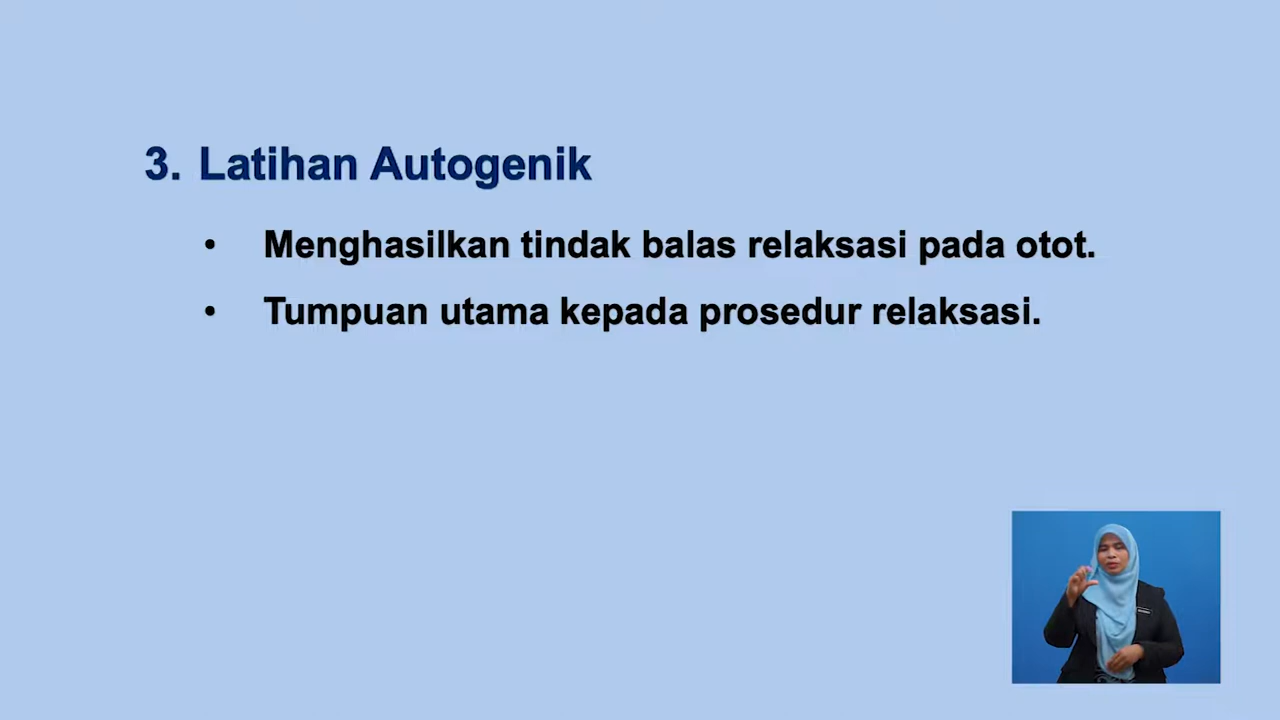 3. Latihan Autogenik
• Menghasilkan tindak balas relaksasi pada otot.
• Tumpuan utama kepada prosedur relaksasi.